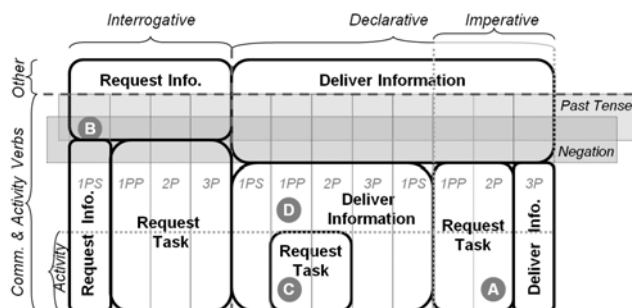 Interrogative Declarative Imperative
Other
Request Info. Deliver Information
Past Tense
B
Negation
Comm. & Activity Verbs
1PS 1PP 2P 3P 1PS 1PP 2P 3P 1PS 1PP 2P 3P
Request Info.
Request
Task
D
Deliver
Information
Request
Task
Deliver Info.
Activity
Request
Task
C
A